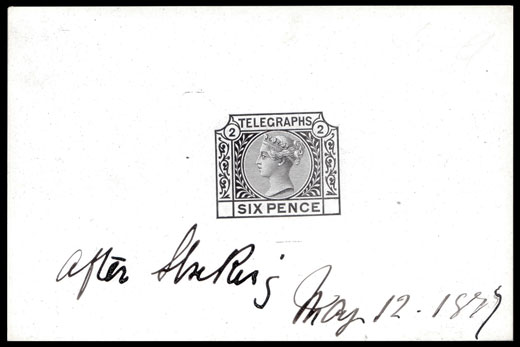 TELEGRAPHS
2 2
SIX PENCE
After Striking
May 12. 1877